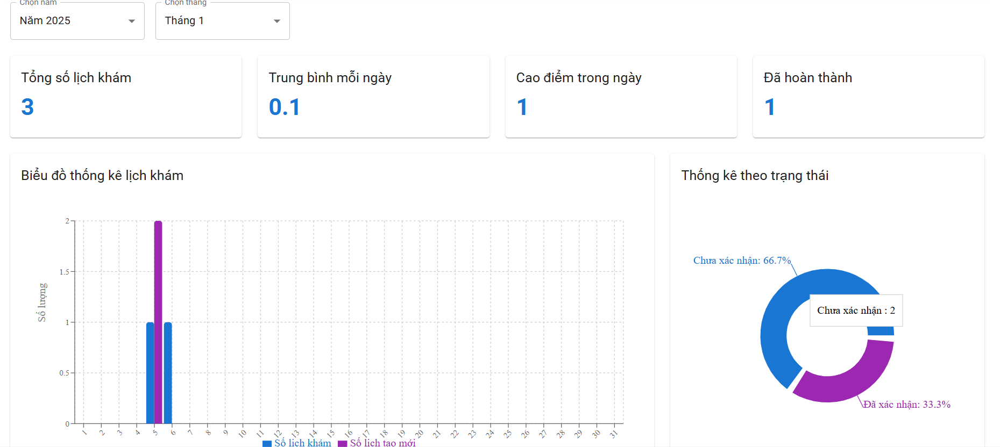 Chọn năm
Chọn tháng
Năm 2025
Tháng 1
Tổng số lịch khám
3
Trung bình mỗi ngày
0.1
Cao điểm trong ngày
1
Đã hoàn thành
1
Biểu đồ thống kê lịch khám
Số lượng
2
1.5
1
0.5
0
1 2 3 4 5 6 7 8 9 10 11 12 13 14 15 16 17 18 19 20 21 22 23 24 25 26 27 28 29 30 31
Số lịch khám
Số lịch tạo mới
Thống kê theo trạng thái
Chưa xác nhận: 66.7%
Chưa xác nhận : 2
Đã xác nhận: 33.3%